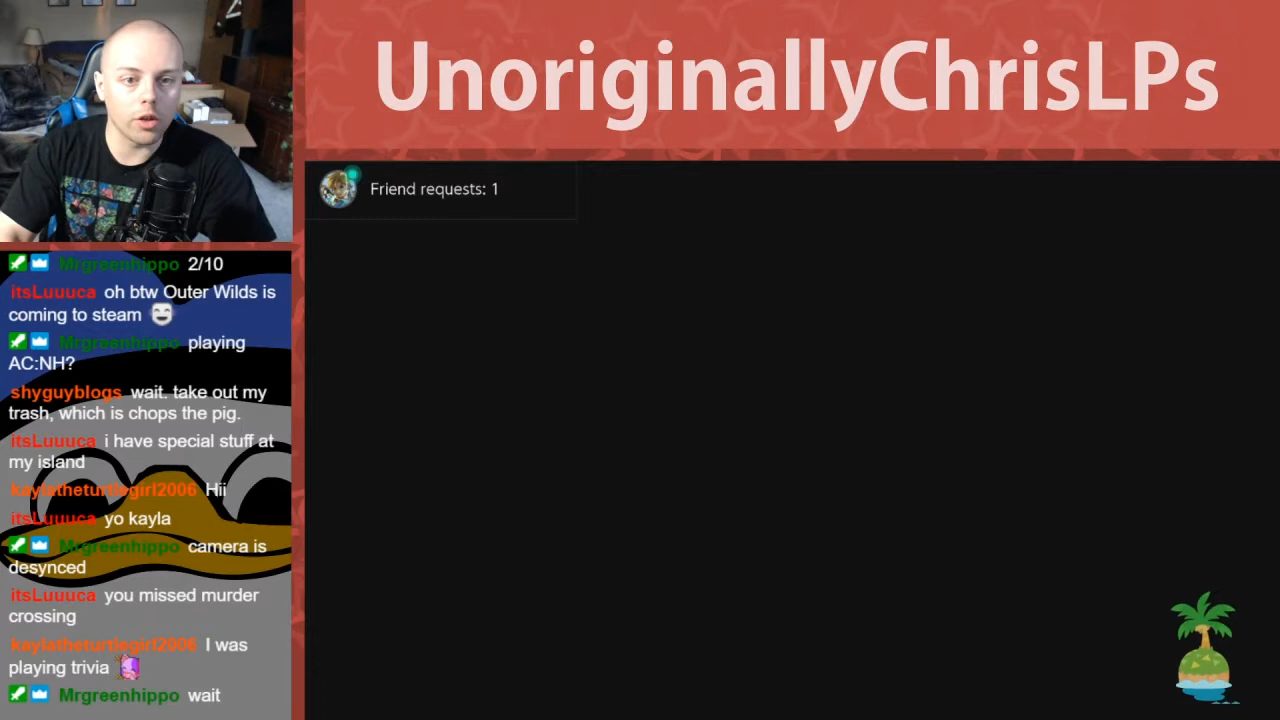 UnoriginallyChrisLPs
Friend requests: 1
Mrgreenhippo 2/10
itsLuuuca oh btw Outer Wilds is
coming to steam
Mrgreenhippo playing
AC:NH?
shyguyblogs wait. take out my
trash, which is chops the pig.
itsLuuuca i have special stuff at
my island
kaylatheturtlegirl2006 Hii
itsLuuuca yo kayla
Mrgreenhippo camera is
desynced
itsLuuuca you missed murder
crossing
kaylatheturtlegirl2006 I was
playing trivia
Mrgreenhippo wait